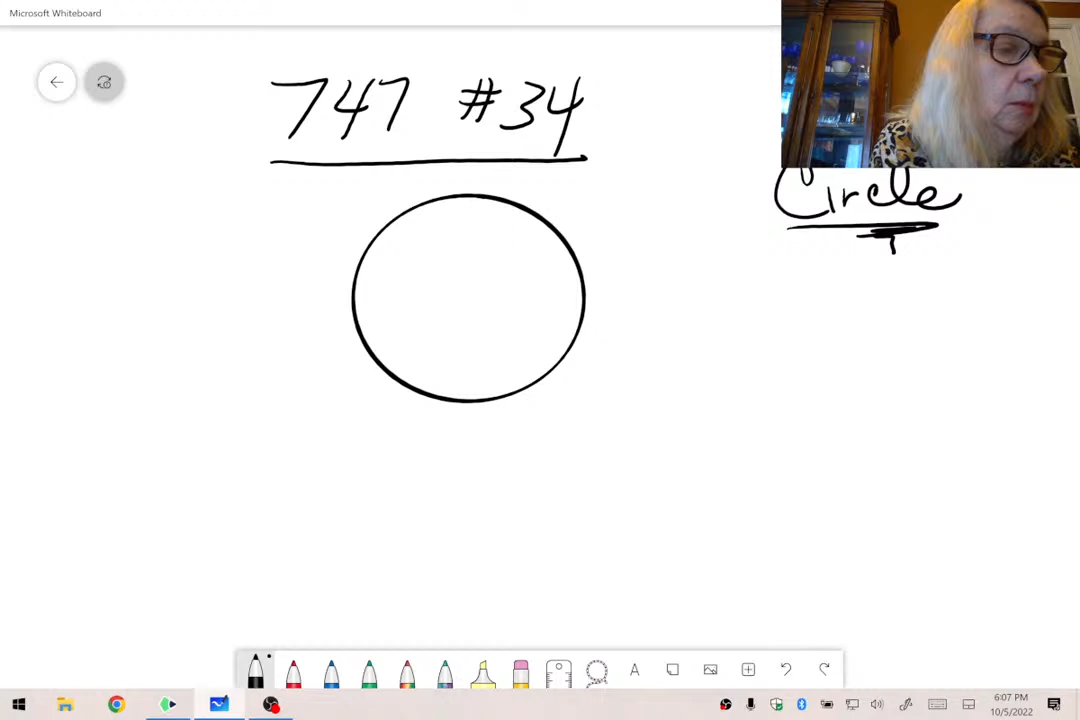 Microsoft Whiteboard
747 #34
Circle
A
6:07 PM
10/5/2022